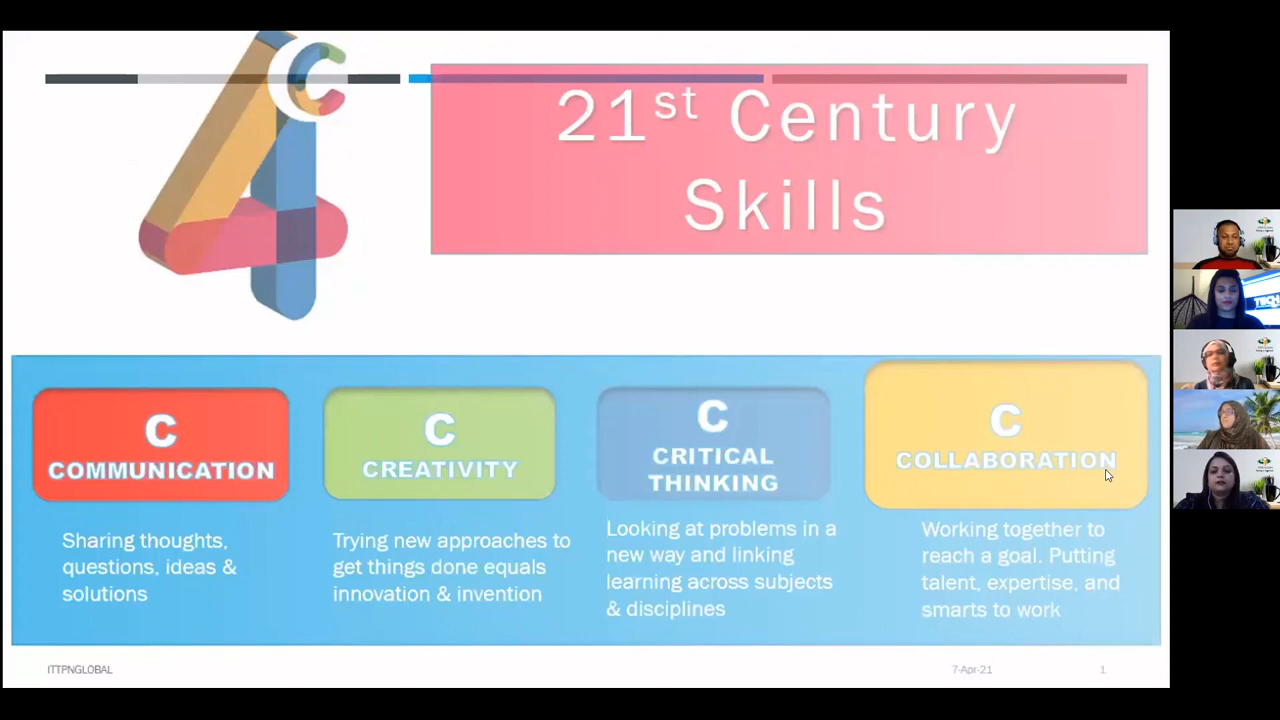 4C
21st Century
Skills
C
COMMUNICATION
Sharing thoughts,
questions, ideas &
solutions
C
CREATIVITY
Trying new approaches to
get things done equals
innovation & invention
C
CRITICAL
THINKING
Looking at problems in a
new way and linking
learning across subjects
& disciplines
C
COLLABORATION
Working together to
reach a goal. Putting
talent, expertise, and
smarts to work
ITTPNGLOBAL
7-Apr-21
1